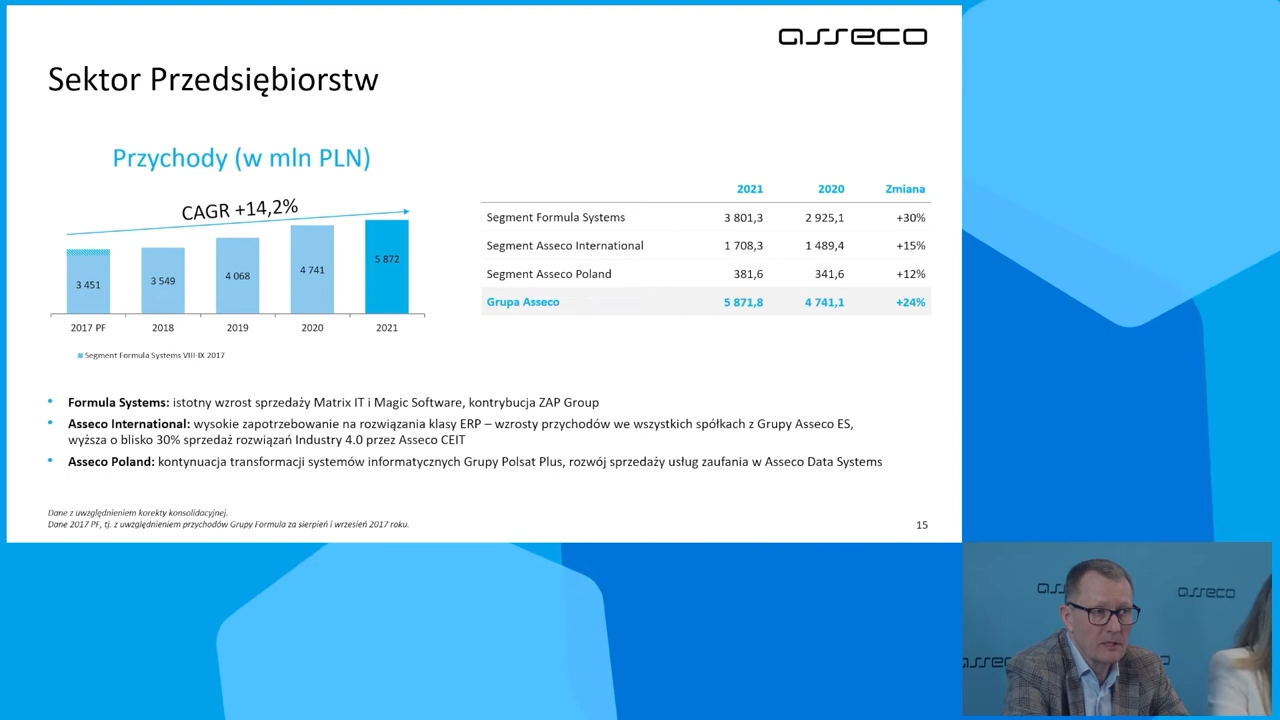 asseco
Sektor Przedsiębiorstw
Przychody (w mln PLN)
CAGR +14,2%
3 451
3 549
4 068
4 741
5 872
2017 PF
2018
2019
2020
2021
Segment Formula Systems VIII-IX 2017
2021 2020 Zmiana
Segment Formula Systems 3 801,3 2 925,1 +30%
Segment Asseco International 1 708,3 1 489,4 +15%
Segment Asseco Poland 381,6 341,6 +12%
Grupa Asseco 5 871,8 4 741,1 +24%
• Formula Systems: istotny wzrost sprzedaży Matrix IT i Magic Software, kontrybucja ZAP Group
• Asseco International: wysokie zapotrzebowanie na rozwiązania klasy ERP – wzrosty przychodów we wszystkich spółkach z Grupy Asseco ES,
wyższa o blisko 30% sprzedaż rozwiązań Industry 4.0 przez Asseco CEIT
• Asseco Poland: kontynuacja transformacji systemów informatycznych Grupy Polsat Plus, rozwój sprzedaży usług zaufania w Asseco Data Systems
Dane z uwzględnieniem korekty konsolidacyjnej.
Dane 2017 PF, tj. z uwzględnieniem przychodów Grupy Formula za sierpień i wrzesień 2017 roku.
15
asseco